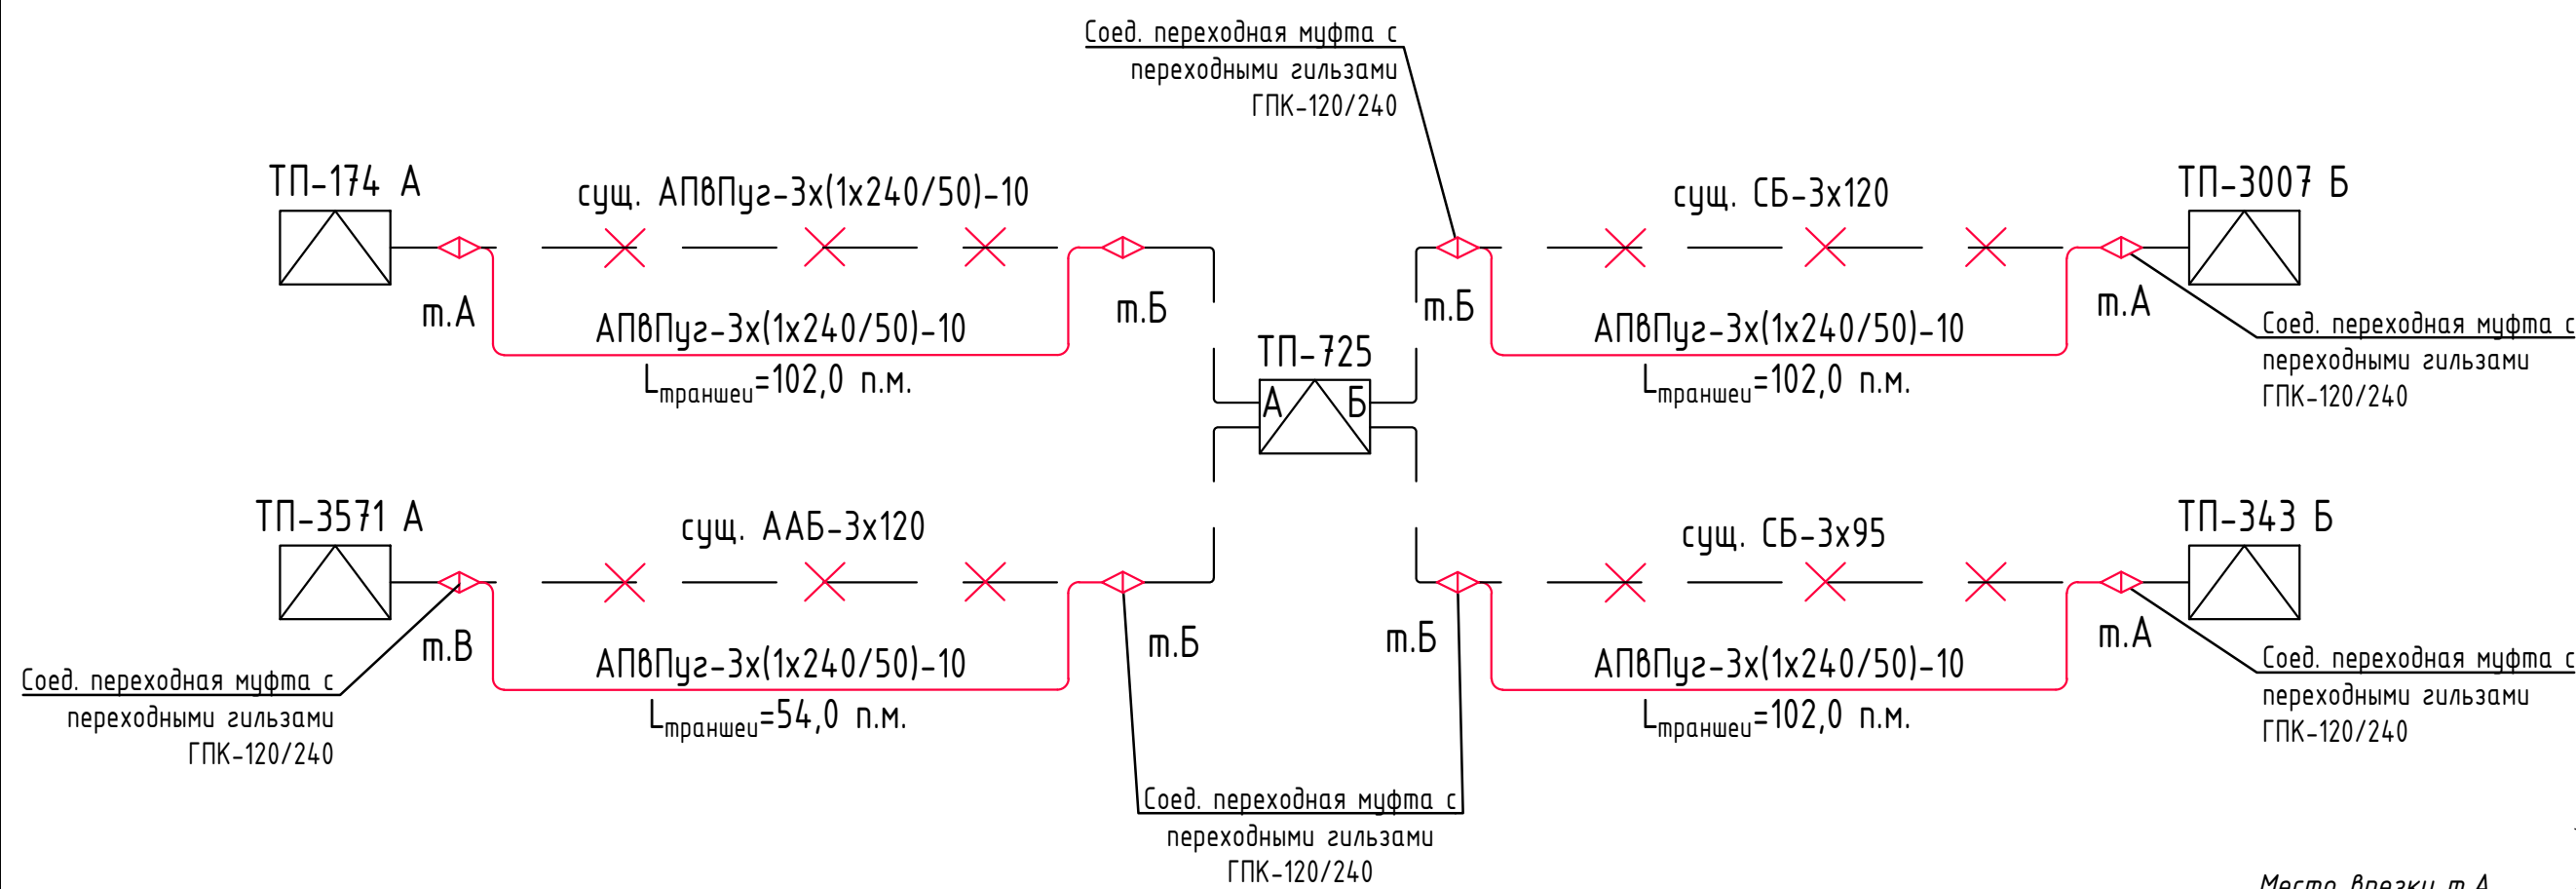 Соед. переходная муфта с
переходными гильзами
ГПК-120/240
ТП-174 А
сущ. АПвПуг-3х(1х240/50)-10
сущ. СБ-3х120
ТП-3007 Б
т.А
АПвПуг-3х(1х240/50)-10
Lтраншеи=102,0 п.м.
т.Б
т.Б
АПвПуг-3х(1х240/50)-10
Lтраншеи=102,0 п.м.
т.А
Соед. переходная муфта с
переходными гильзами
ГПК-120/240
ТП-725
А
Б
ТП-3571 А
сущ. ААБ-3х120
сущ. СБ-3х95
ТП-343 Б
т.В
АПвПуг-3х(1х240/50)-10
Lтраншеи=54,0 п.м.
т.Б
т.Б
АПвПуг-3х(1х240/50)-10
Lтраншеи=102,0 п.м.
т.А
Соед. переходная муфта с
переходными гильзами
ГПК-120/240
Соед. переходная муфта с
переходными гильзами
ГПК-120/240
Соед. переходная муфта с
переходными гильзами
ГПК-120/240
Место врезки т.А